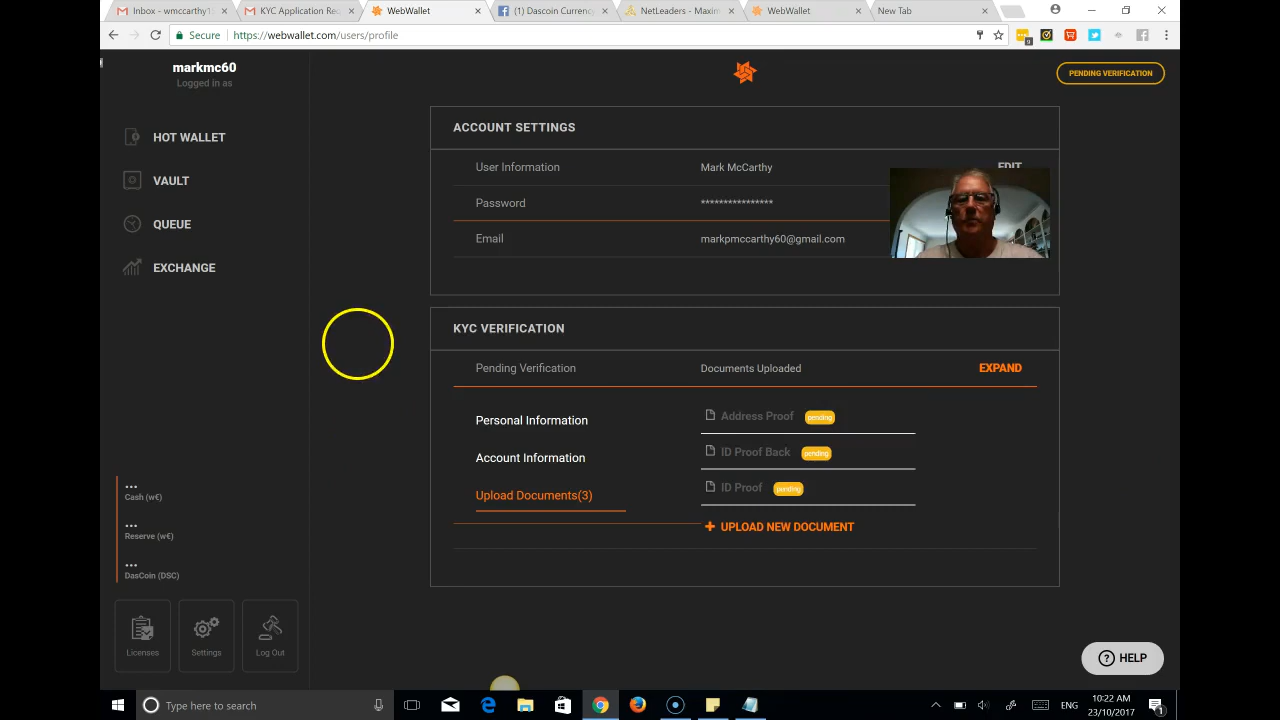 Inbox - wmccarthy1
KYC Application Re
WebWallet
(1) Dascoin Currency
NetLeaders - Maxim
WebWallet
New Tab
Secure
https://webwallet.com/users/profile
9
markmc60
Logged in as
PENDING VERIFICATION
HOT WALLET
VAULT
QUEUE
EXCHANGE
ACCOUNT SETTINGS
User Information Mark McCarthy EDIT
Password ****************
Email markpmccarthy60@gmail.com
KYC VERIFICATION
Pending Verification Documents Uploaded EXPAND
Personal Information
Account Information
Upload Documents(3)
Address Proof pending
ID Proof Back pending
ID Proof pending
+ UPLOAD NEW DOCUMENT
•••
Cash (w€)
•••
Reserve (w€)
•••
DasCoin (DSC)
Licenses
Settings
Log Out
? HELP
Type here to search
ENG
10:22 AM
23/10/2017
1